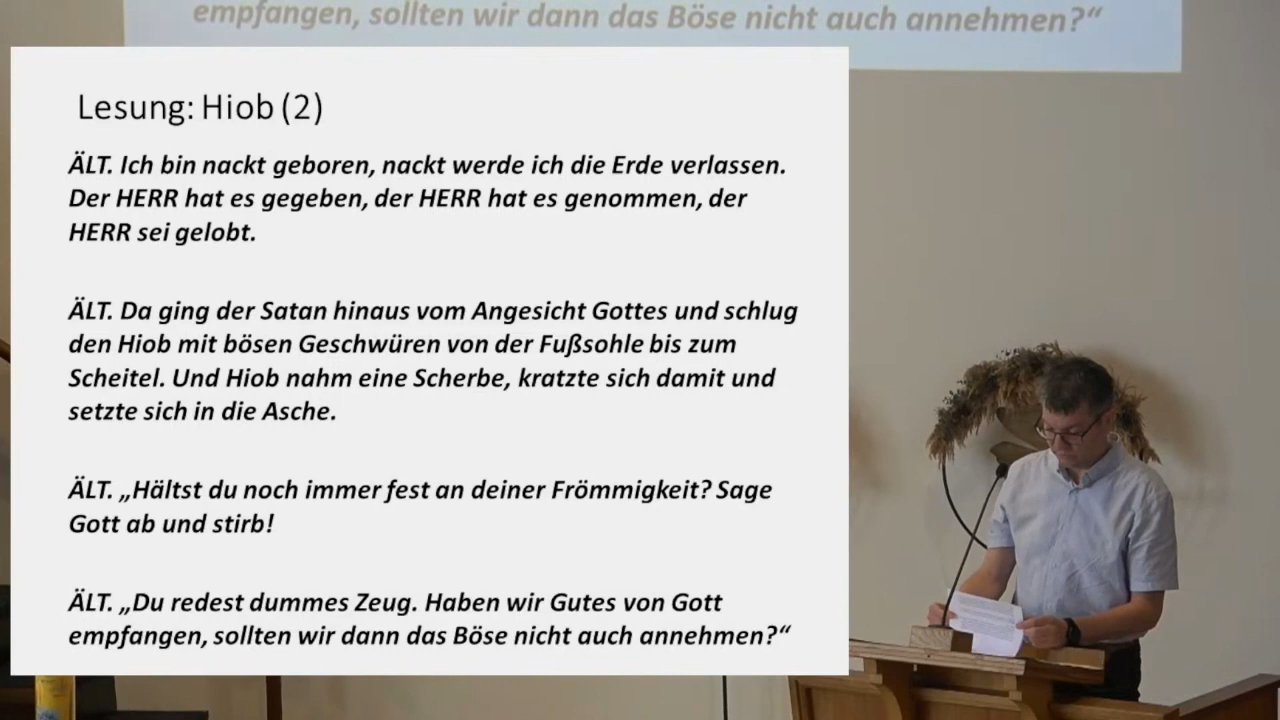 empfangen, sollten wir dann das Böse nicht auch annehmen?“
Lesung: Hiob (2)
ÄLT. Ich bin nackt geboren, nackt werde ich die Erde verlassen.
Der HERR hat es gegeben, der HERR hat es genommen, der
HERR sei gelobt.
ÄLT. Da ging der Satan hinaus vom Angesicht Gottes und schlug
den Hiob mit bösen Geschwüren von der Fußsohle bis zum
Scheitel. Und Hiob nahm eine Scherbe, kratzte sich damit und
setzte sich in die Asche.
ÄLT. „Hältst du noch immer fest an deiner Frömmigkeit? Sage
Gott ab und stirb!
ÄLT. „Du redest dummes Zeug. Haben wir Gutes von Gott
empfangen, sollten wir dann das Böse nicht auch annehmen?“